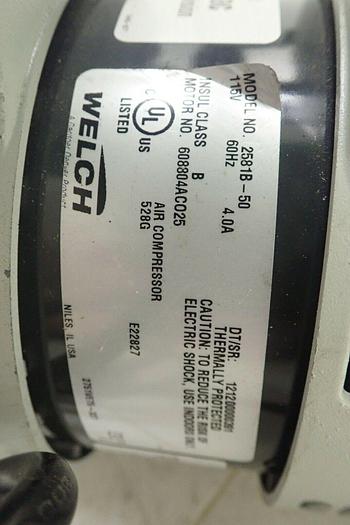 MODEL NO. 2581B-50
115V 60Hz 4.0A
INSUL CLASS B
MOTOR NO. 608804AC025
C UL US
LISTED
AIR COMPRESSOR
528G
E22827
WELCH
DT/SR:
THERMALLY PROTECTED
CAUTION: TO REDUCE THE RISK OF
ELECTRIC SHOCK, USE INDOORS ONLY
NILES, IL USA